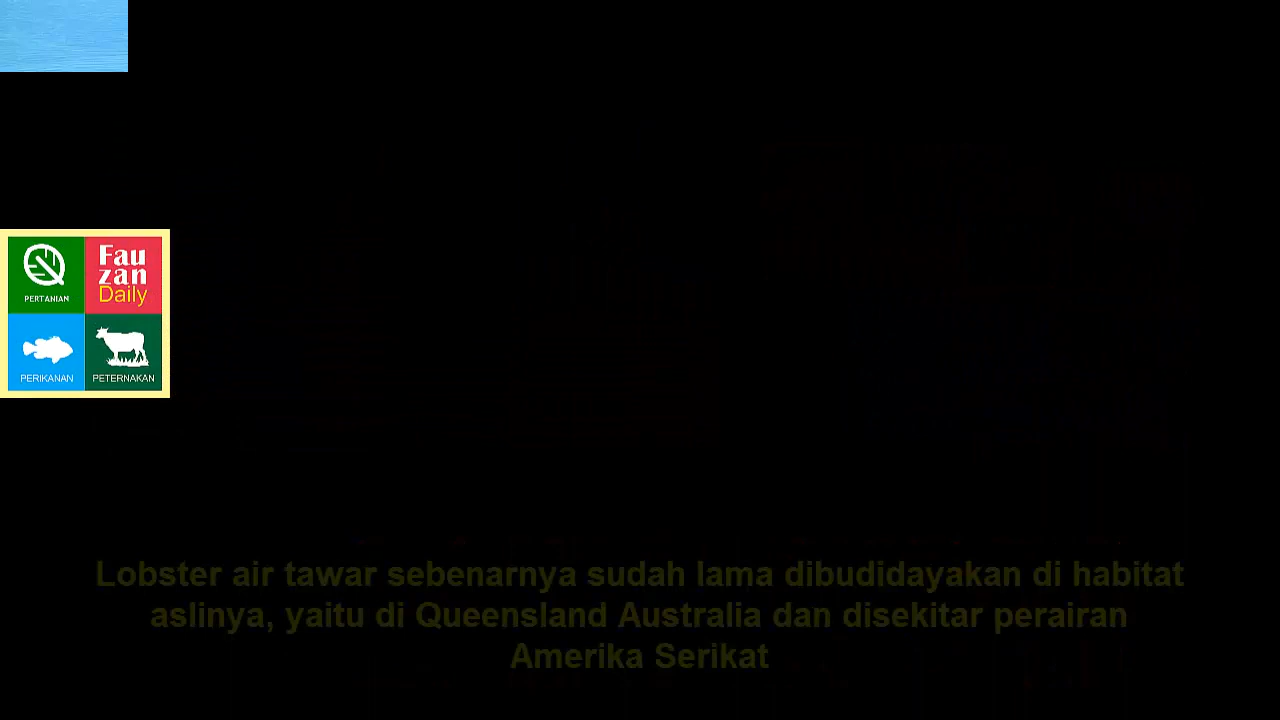 PERTANIAN
Fau
zan
Daily
PERIKANAN
PETERNAKAN
Lobster air tawar sebenarnya sudah lama dibudidayakan di habitat
aslinya, yaitu di Queensland Australia dan disekitar perairan
Amerika Serikat